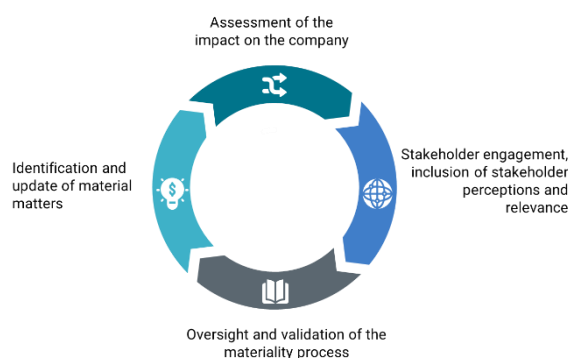 Assessment of the
impact on the company
Identification and
update of material
matters
Stakeholder engagement,
inclusion of stakeholder
perceptions and
relevance
$
Oversight and validation of the
materiality process